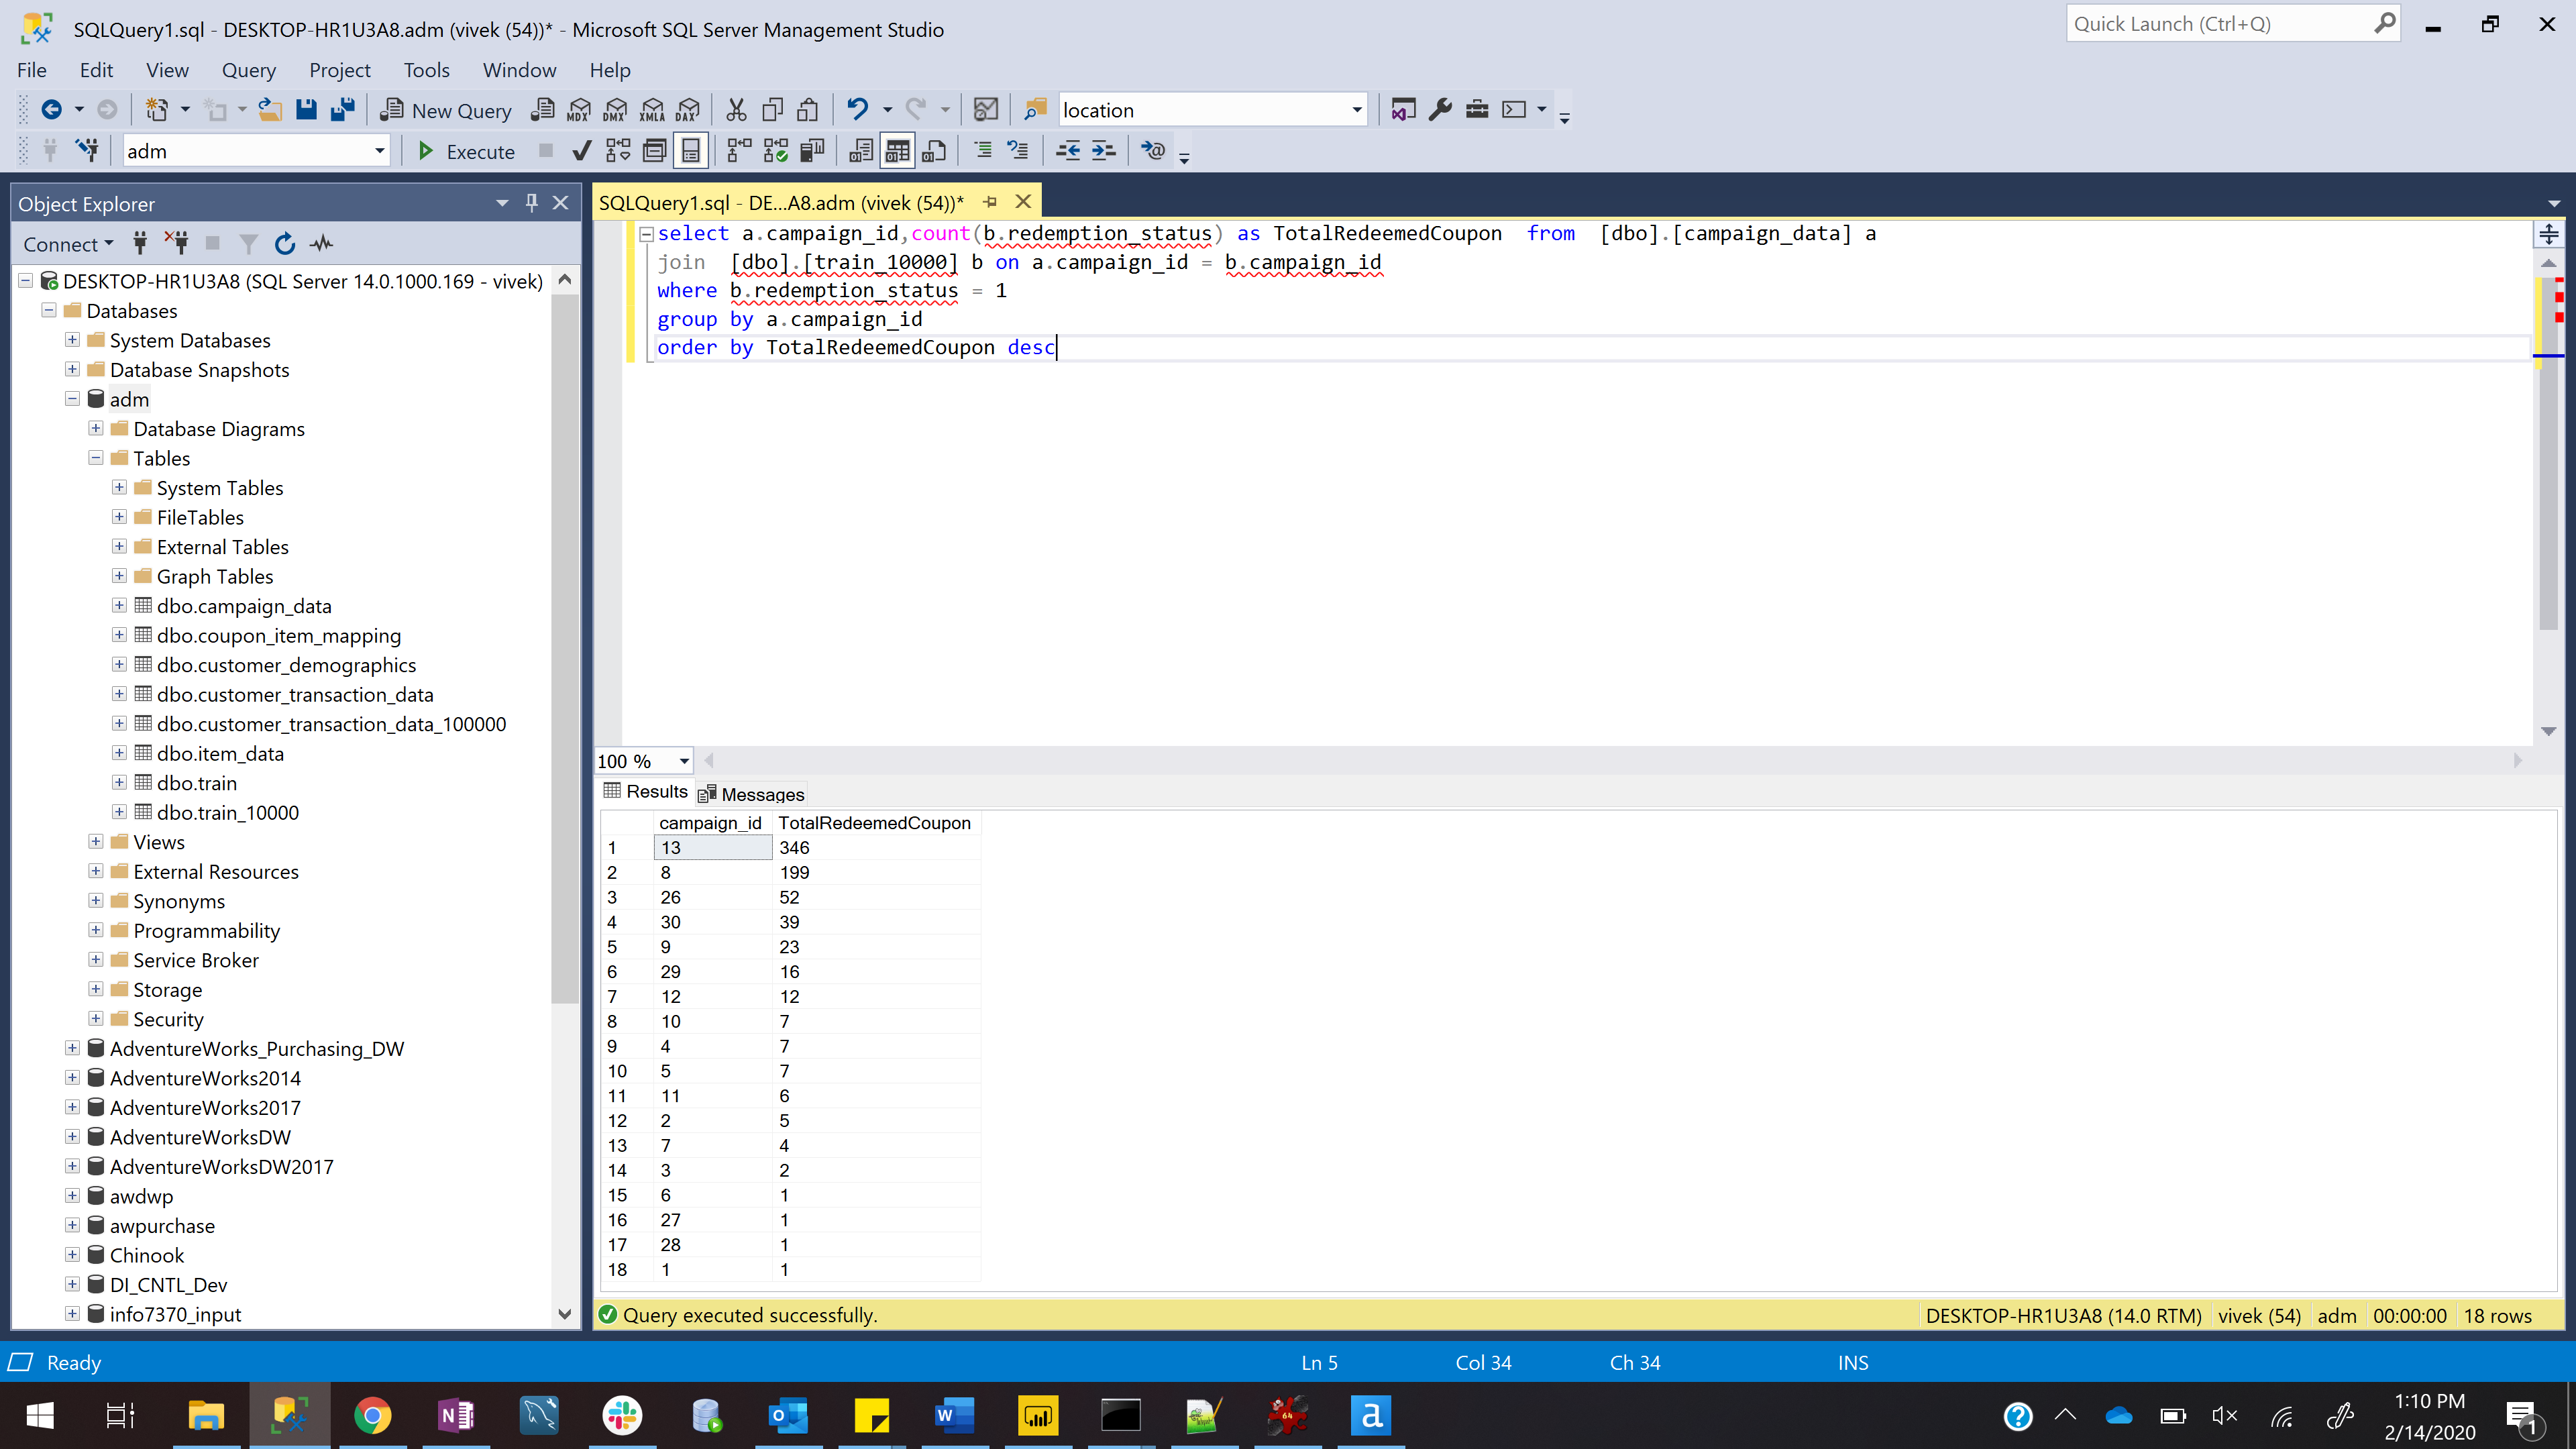 SQLQuery1.sql - DESKTOP-HR1U3A8.adm (vivek (54))* - Microsoft SQL Server Management Studio
Quick Launch (Ctrl+Q)
File Edit View Query Project Tools Window Help
New Query MDX DMX XMLA DAX location
adm Execute
Object Explorer
Connect
DESKTOP-HR1U3A8 (SQL Server 14.0.1000.169 - vivek)
Databases
System Databases
Database Snapshots
adm
Database Diagrams
Tables
System Tables
FileTables
External Tables
Graph Tables
dbo.campaign_data
dbo.coupon_item_mapping
dbo.customer_demographics
dbo.customer_transaction_data
dbo.customer_transaction_data_100000
dbo.item_data
dbo.train
dbo.train_10000
Views
External Resources
Synonyms
Programmability
Service Broker
Storage
Security
AdventureWorks_Purchasing_DW
AdventureWorks2014
AdventureWorks2017
AdventureWorksDW
AdventureWorksDW2017
awdwp
awpurchase
Chinook
DI_CNTL_Dev
info7370_input
SQLQuery1.sql - DE...A8.adm (vivek (54))*
select a.campaign_id,count(b.redemption_status) as TotalRedeemedCoupon from [dbo].[campaign_data] a
join [dbo].[train_10000] b on a.campaign_id = b.campaign_id
where b.redemption_status = 1
group by a.campaign_id
order by TotalRedeemedCoupon desc
100 %
Results Messages
campaign_id TotalRedeemedCoupon
1 13 346
2 8 199
3 26 52
4 30 39
5 9 23
6 29 16
7 12 12
8 10 7
9 4 7
10 5 7
11 11 6
12 2 5
13 7 4
14 3 2
15 6 1
16 27 1
17 28 1
18 1 1
Query executed successfully.
DESKTOP-HR1U3A8 (14.0 RTM) vivek (54) adm 00:00:00 18 rows
Ready Ln 5 Col 34 Ch 34 INS
1:10 PM
2/14/2020
1